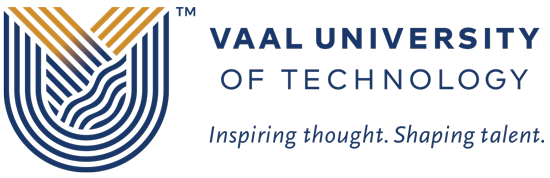 ™
VAAL UNIVERSITY
OF TECHNOLOGY
Inspiring thought. Shaping talent.